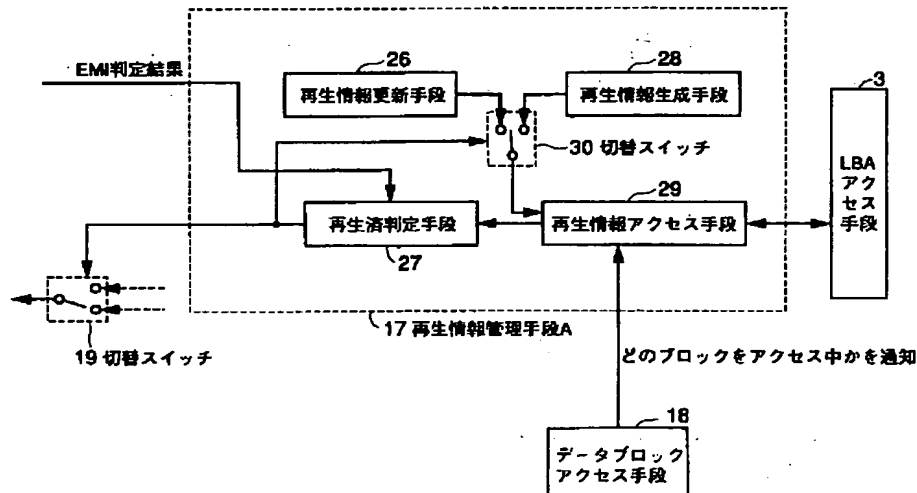 EMI判定結果
26
再生情報更新手段
28
再生情報生成手段
3
LBA
アク
セス
手段
30 切替スイッチ
29
再生情報アクセス手段
再生済判定手段
27
17 再生情報管理手段A
19 切替スイッチ
どのブロックをアクセス中かを通知
18
データブロック
アクセス手段